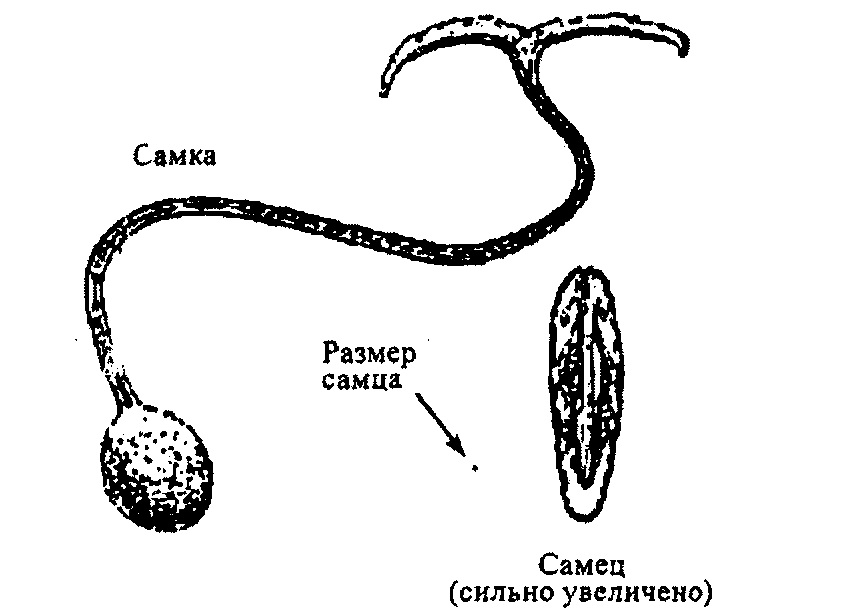 Самка
Размер
самца
Самец
(сильно увеличено)